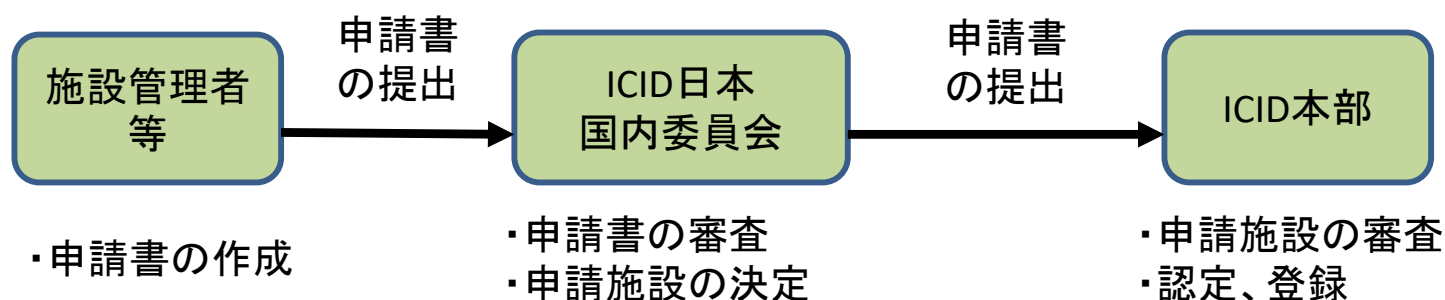 施設管理者
等
申請書
の提出
ICID日本
国内委員会
申請書
の提出
ICID本部
・申請書の作成
・申請書の審査
・申請施設の決定
・申請施設の審査
・認定、登録